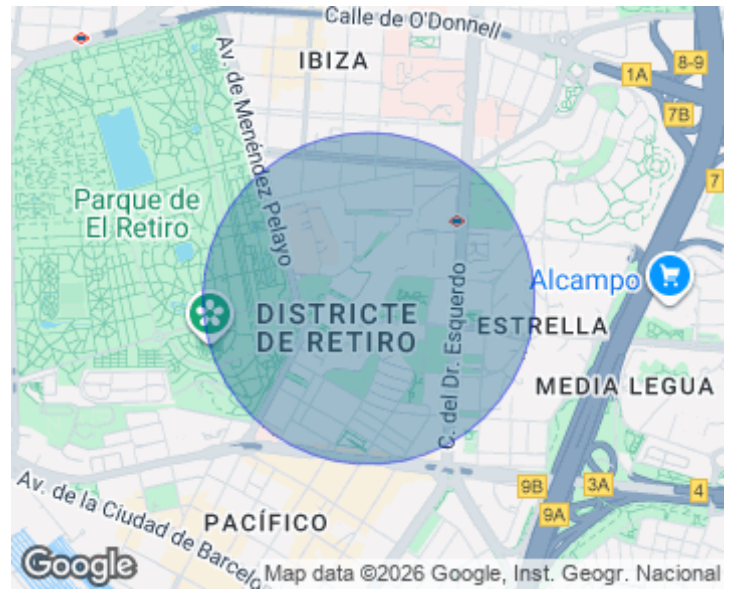 Calle de O'Donnell
IBIZA
8-9
1A
7B
Av. de Menéndez Pelayo
7
Parque de
El Retiro
Alcampo
DISTRICTE
DE RETIRO
C. del Dr. Esquerdo
ESTRELLA
MEDIA LEGUA
9B
3A
4
9A
Av. de la Ciudad de Barcelo
PACÍFICO
Google
Map data ©2026 Google, Inst. Geogr. Nacional